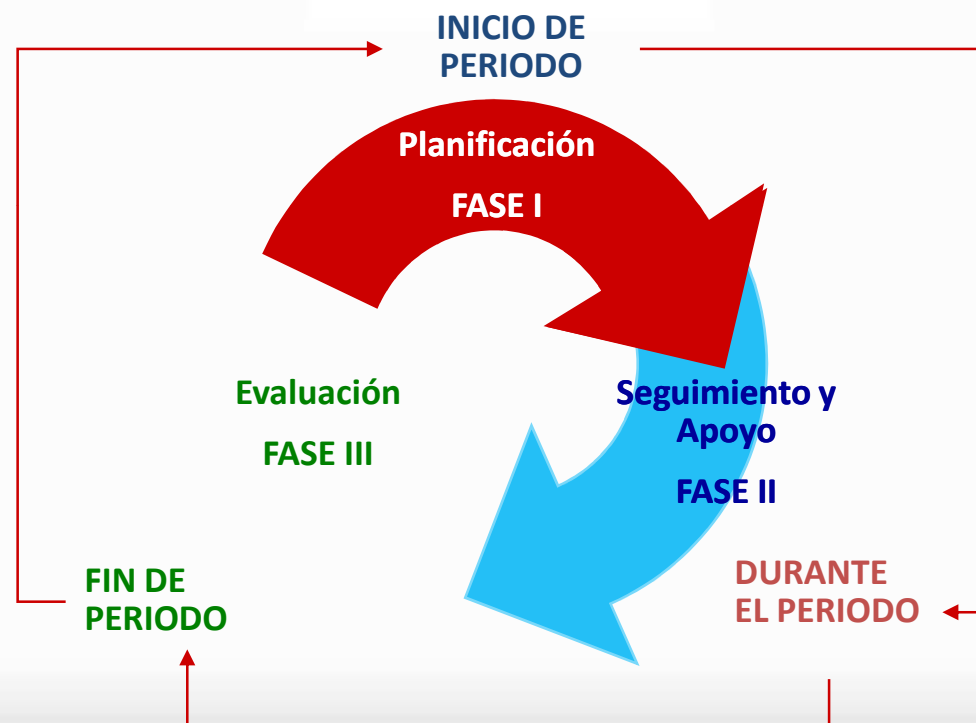 INICIO DE
PERIODO
Planificación
FASE I
Evaluación
FASE III
Seguimiento y
Apoyo
FASE II
FIN DE
PERIODO
DURANTE
EL PERIODO